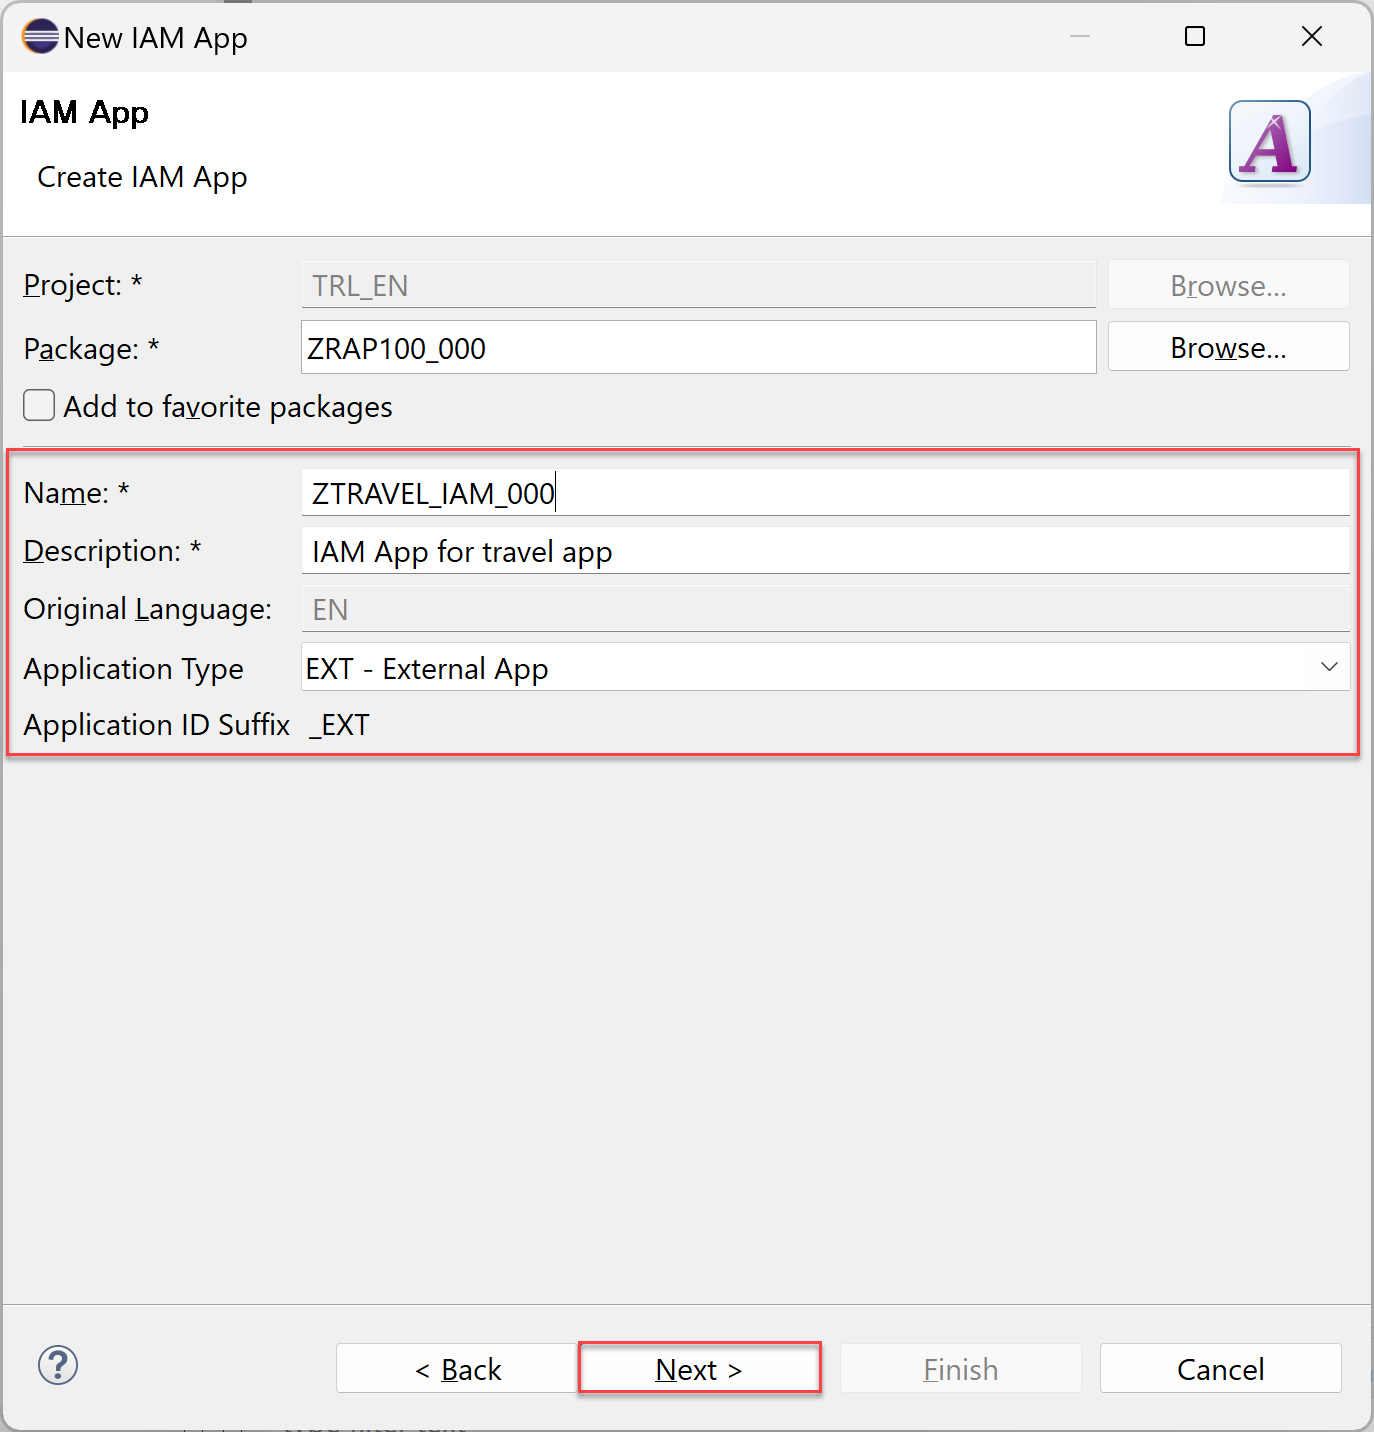 New IAM App
IAM App
Create IAM App
Project: * TRL_EN Browse...
Package: * ZRAP100_000 Browse...
Add to favorite packages
Name: * ZTRAVEL_IAM_000
Description: * IAM App for travel app
Original Language: EN
Application Type EXT - External App
Application ID Suffix _EXT
? < Back Next > Finish Cancel